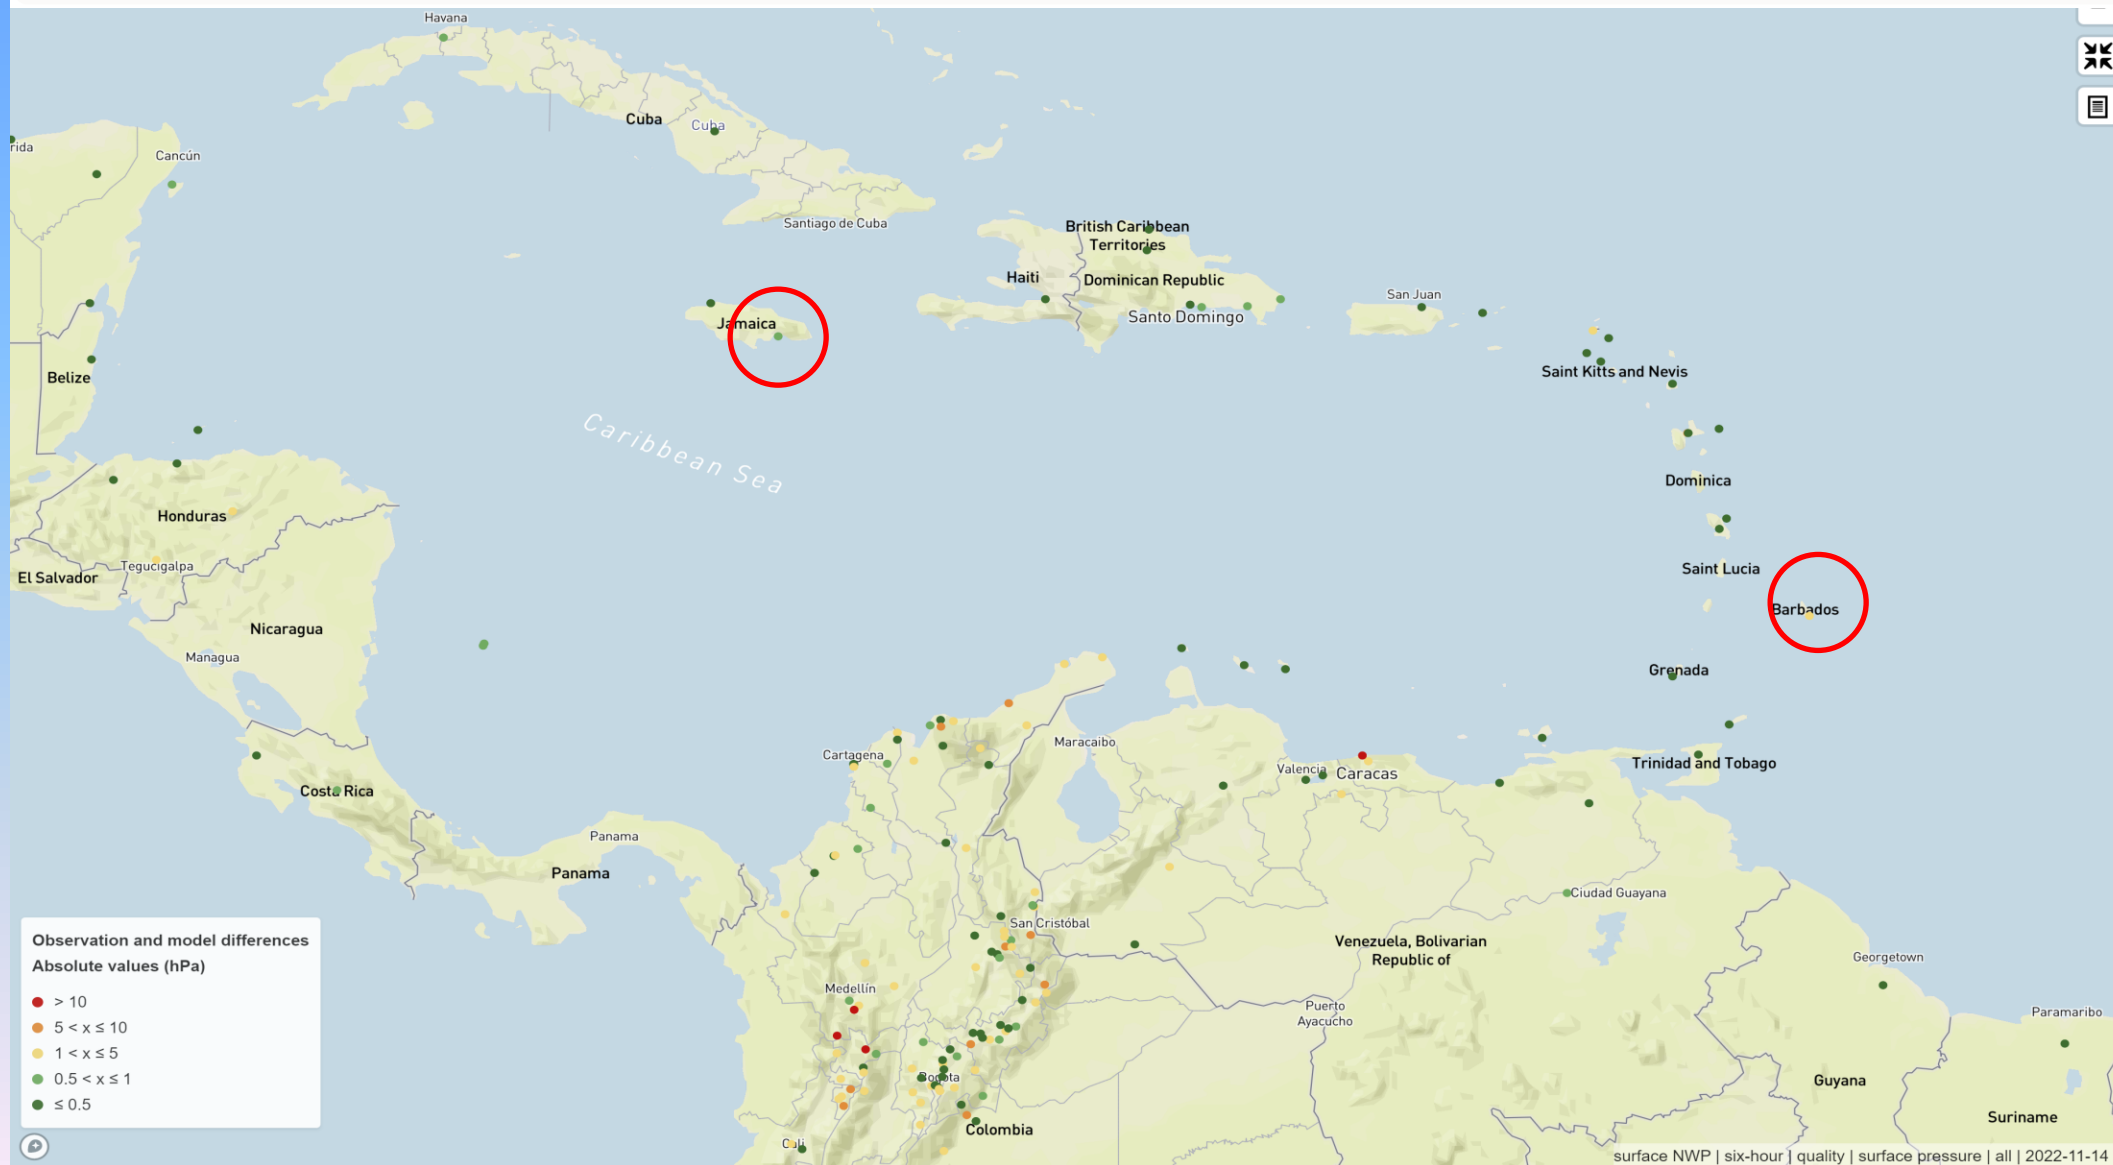 Havana
Cuba
Cuba
rida
Cancún
Santiago de Cuba
British Caribbean
Territories
Haiti
Dominican Republic
San Juan
Santo Domingo
Jamaica
Belize
Saint Kitts and Nevis
Caribbean Sea
Dominica
Honduras
Tegucigalpa
El Salvador
Saint Lucia
Barbados
Nicaragua
Managua
Grenada
Maracaibo
Cartagena
Valencia
Caracas
Trinidad and Tobago
Costa Rica
Panama
Panama
Ciudad Guayana
San Cristóbal
Venezuela, Bolivarian
Republic of
Georgetown
Medellín
Puerto
Ayacucho
Paramaribo
Bogota
Guyana
Suriname
Colombia
Cali
Observation and model differences
Absolute values (hPa)
> 10
5 < x ≤ 10
1 < x ≤ 5
0.5 < x ≤ 1
≤ 0.5
surface NWP | six-hour | quality | surface pressure | all | 2022-11-14